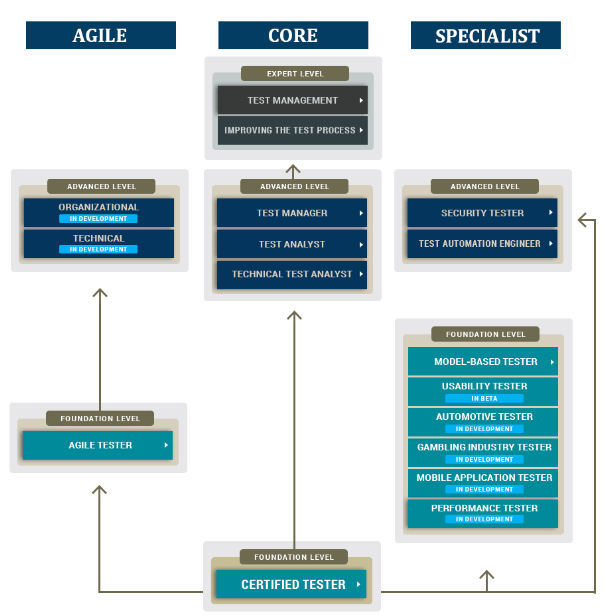 AGILE
CORE
SPECIALIST
EXPERT LEVEL
TEST MANAGEMENT
IMPROVING THE TEST PROCESS
ADVANCED LEVEL
ORGANIZATIONAL
IN DEVELOPMENT
TECHNICAL
IN DEVELOPMENT
ADVANCED LEVEL
TEST MANAGER
TEST ANALYST
TECHNICAL TEST ANALYST
ADVANCED LEVEL
SECURITY TESTER
TEST AUTOMATION ENGINEER
FOUNDATION LEVEL
MODEL-BASED TESTER
USABILITY TESTER
IN BETA
AUTOMOTIVE TESTER
IN DEVELOPMENT
GAMBLING INDUSTRY TESTER
IN DEVELOPMENT
MOBILE APPLICATION TESTER
IN DEVELOPMENT
PERFORMANCE TESTER
IN DEVELOPMENT
FOUNDATION LEVEL
AGILE TESTER
FOUNDATION LEVEL
CERTIFIED TESTER